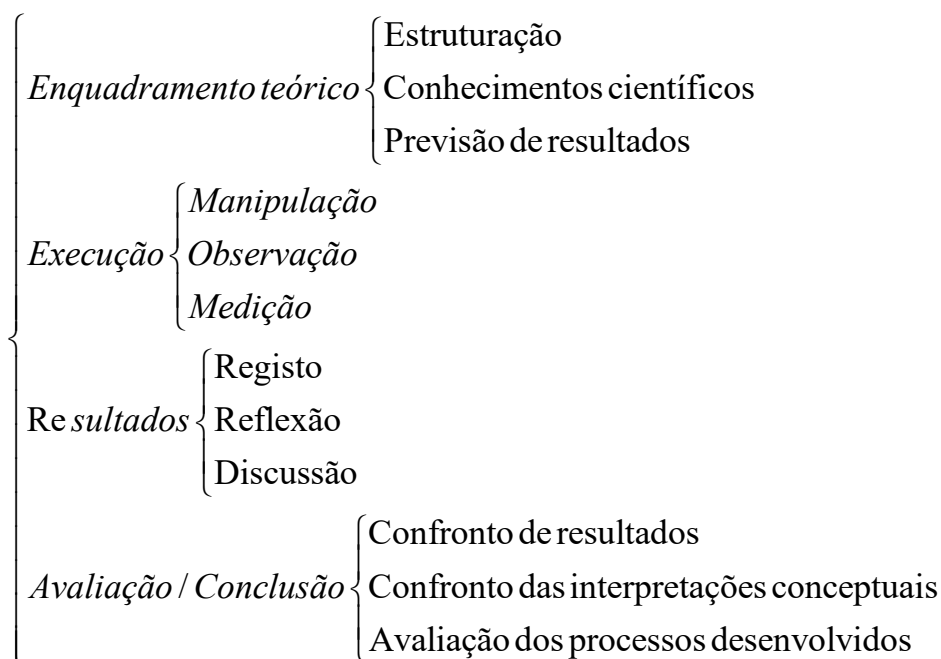 Estruturação
Enquadramento teórico Conhecimentos científicos
Previsão de resultados
Manipulação
Execução Observação
Medição
Registo
Resultados Reflexão
Discussão
Confronto de resultados
Avaliação / Conclusão Confronto das interpretações conceptuais
Avaliação dos processos desenvolvidos